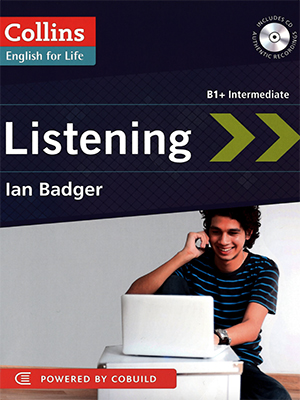 Collins
English for Life
INCLUDES CD
AUTHENTIC RECORDINGS
B1+ Intermediate
Listening
Ian Badger
POWERED BY COBUILD